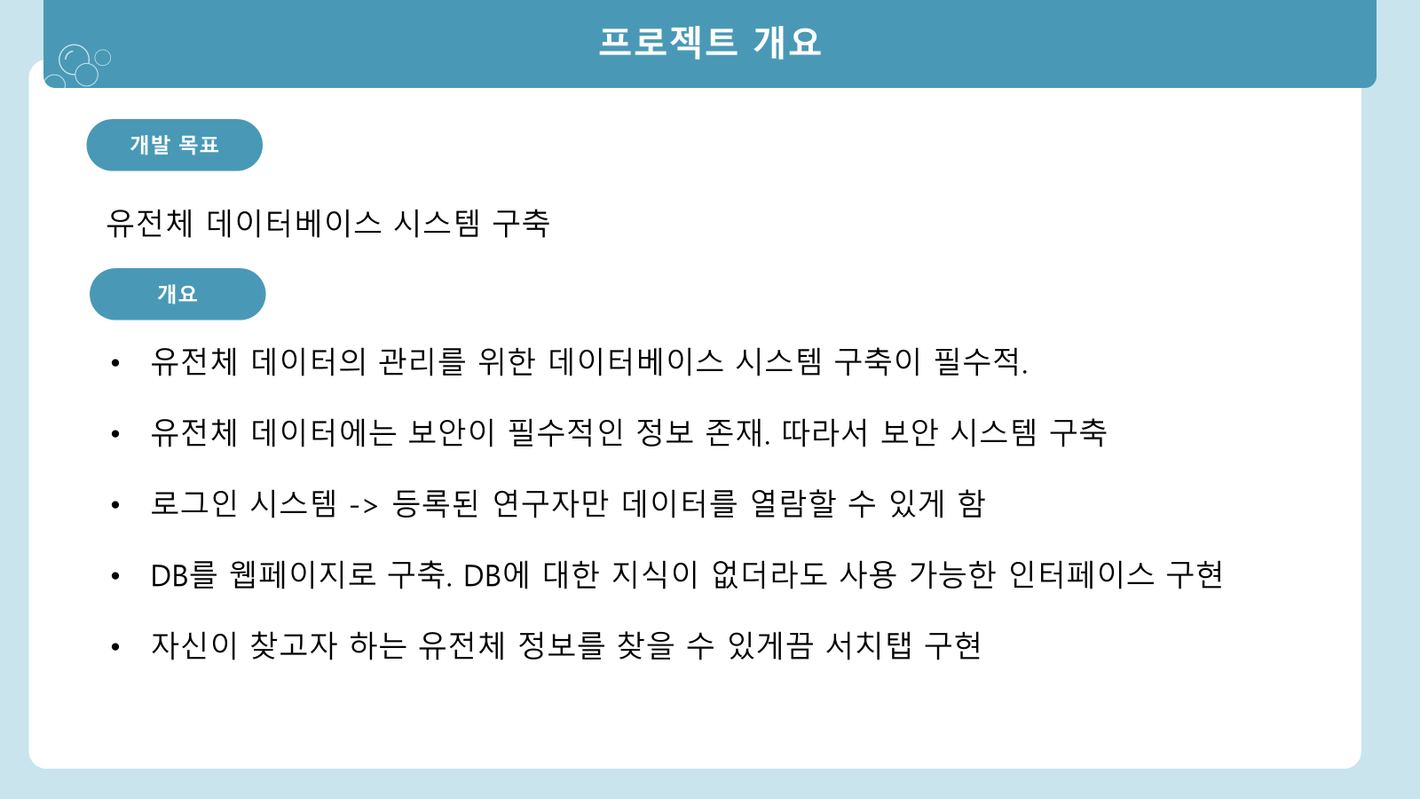 프로젝트 개요
개발 목표
유전체 데이터베이스 시스템 구축
개요
• 유전체 데이터의 관리를 위한 데이터베이스 시스템 구축이 필수적.
• 유전체 데이터에는 보안이 필수적인 정보 존재. 따라서 보안 시스템 구축
• 로그인 시스템 -> 등록된 연구자만 데이터를 열람할 수 있게 함
• DB를 웹페이지로 구축. DB에 대한 지식이 없더라도 사용 가능한 인터페이스 구현
• 자신이 찾고자 하는 유전체 정보를 찾을 수 있게끔 서치탭 구현